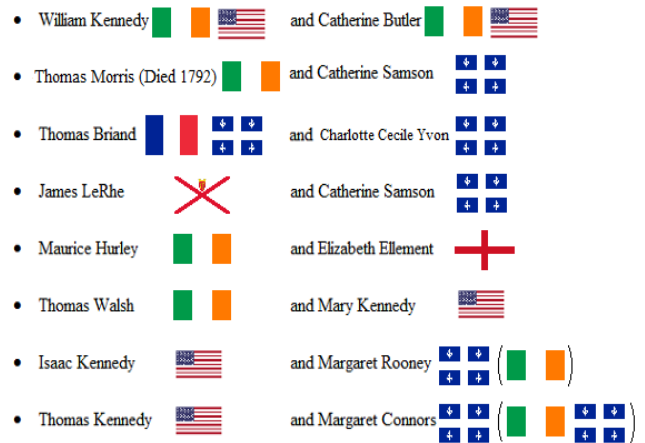 William Kennedy and Catherine Butler
Thomas Morris (Died 1792) and Catherine Samson
Thomas Briand and Charlotte Cecile Yvon
James LeRhe and Catherine Samson
Maurice Hurley and Elizabeth Ellement
Thomas Walsh and Mary Kennedy
Isaac Kennedy and Margaret Rooney ( )
Thomas Kennedy and Margaret Connors ( )